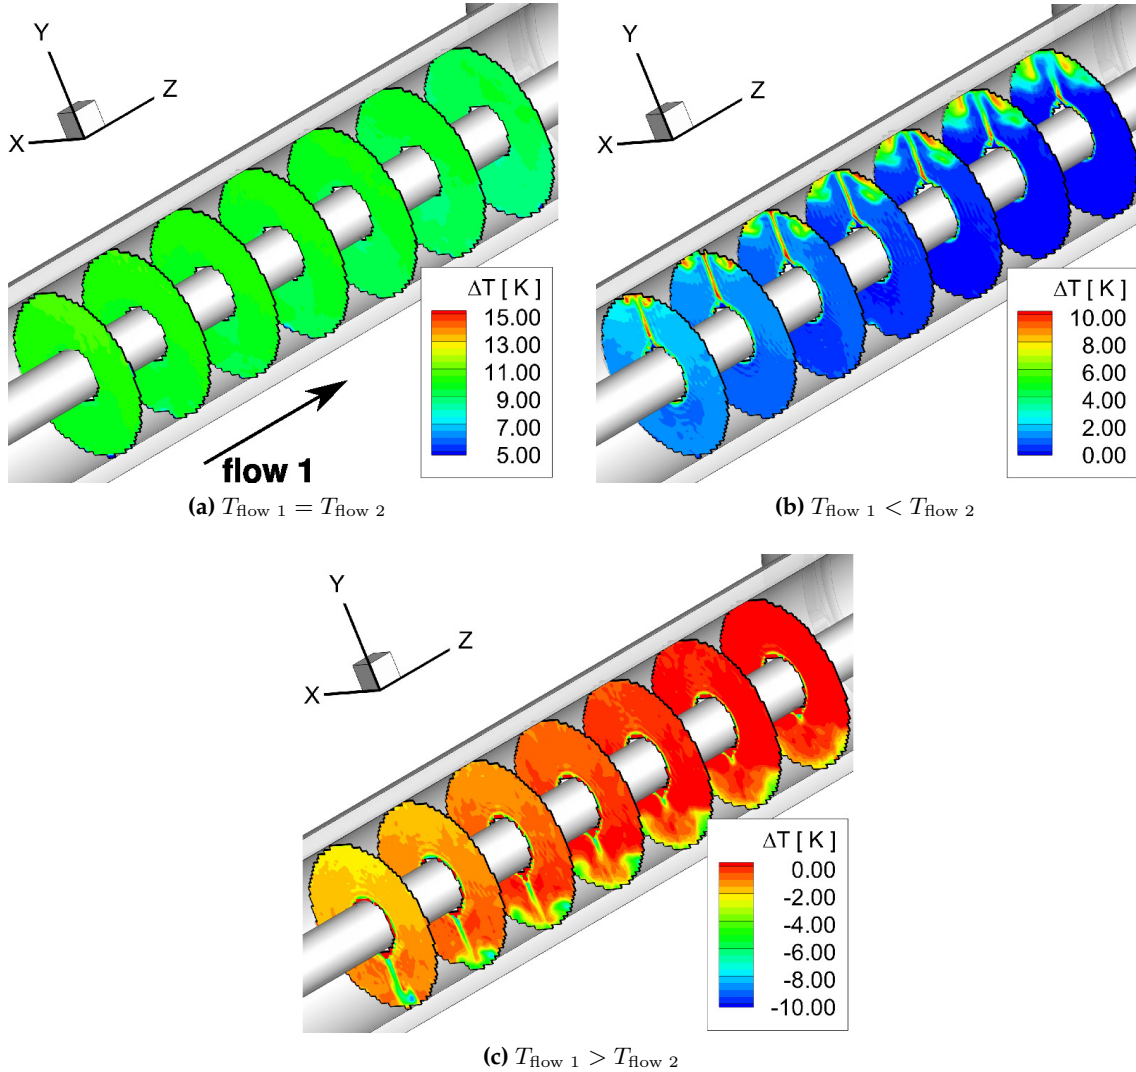 Y
Z
X
ΔT [ K ]
15.00
13.00
11.00
9.00
7.00
5.00
flow 1
(a) T_flow 1 = T_flow 2
Y
Z
X
ΔT [ K ]
10.00
8.00
6.00
4.00
2.00
0.00
(b) T_flow 1 < T_flow 2
Y
Z
X
ΔT [ K ]
0.00
-2.00
-4.00
-6.00
-8.00
-10.00
(c) T_flow 1 > T_flow 2